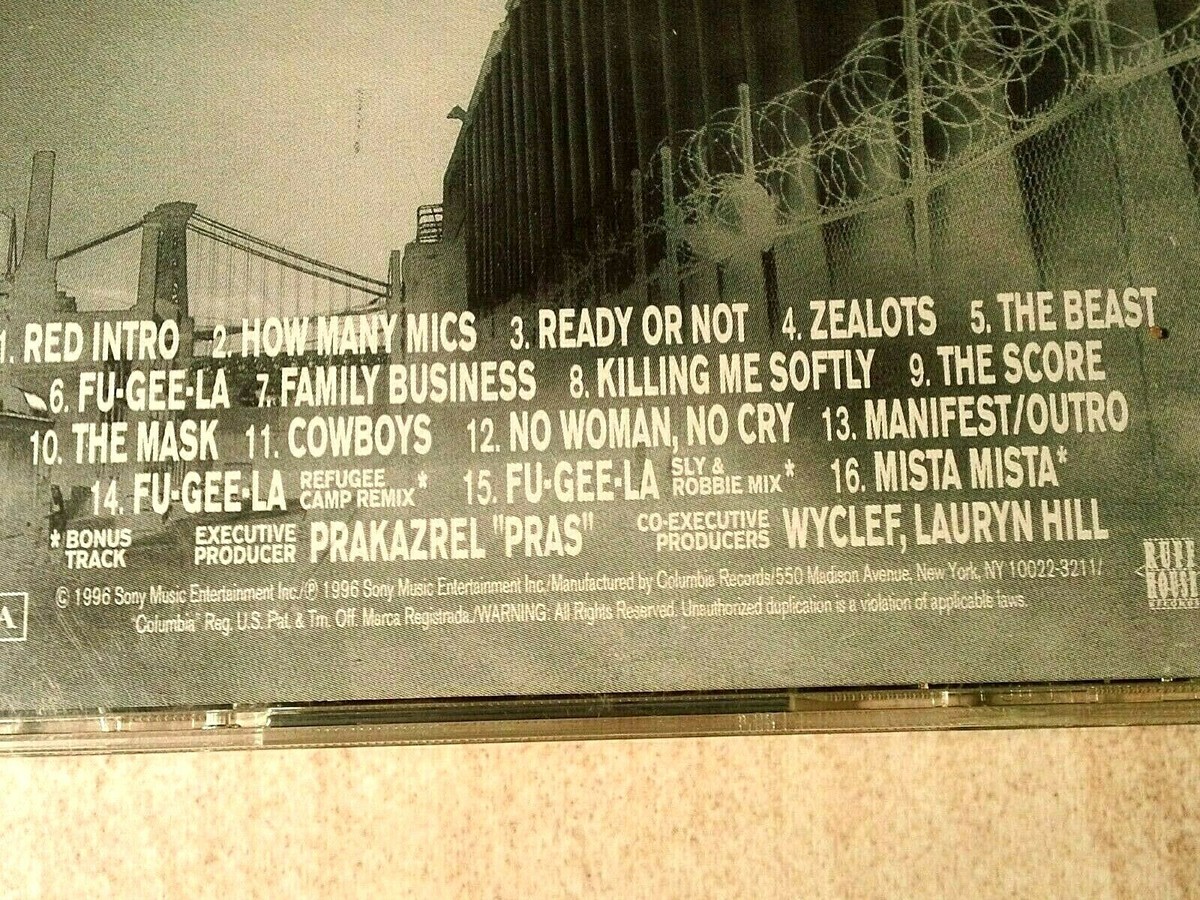 1. RED INTRO 2. HOW MANY MICS 3. READY OR NOT 4. ZEALOTS 5. THE BEAST
6. FU-GEE-LA 7. FAMILY BUSINESS 8. KILLING ME SOFTLY 9. THE SCORE
10. THE MASK 11. COWBOYS 12. NO WOMAN, NO CRY 13. MANIFEST/OUTRO
14. FU-GEE-LA REFUGEE CAMP REMIX* 15. FU-GEE-LA SLY & ROBBIE MIX* 16. MISTA MISTA*
* BONUS TRACK EXECUTIVE PRODUCER PRAKAZREL "PRAS" CO-EXECUTIVE PRODUCERS WYCLEF, LAURYN HILL
© 1996 Sony Music Entertainment Inc./℗ 1996 Sony Music Entertainment Inc./Manufactured by Columbia Records/550 Madison Avenue, New York, NY 10022-3211/
"Columbia" Reg. U.S. Pat. & Tm. Off. Marca Registrada./WARNING: All Rights Reserved. Unauthorized duplication is a violation of applicable laws.
A
RUFF
HOUSE
RECORDS